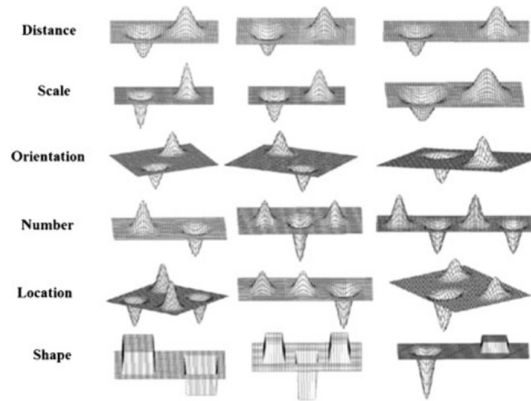 Distance
Scale
Orientation
Number
Location
Shape